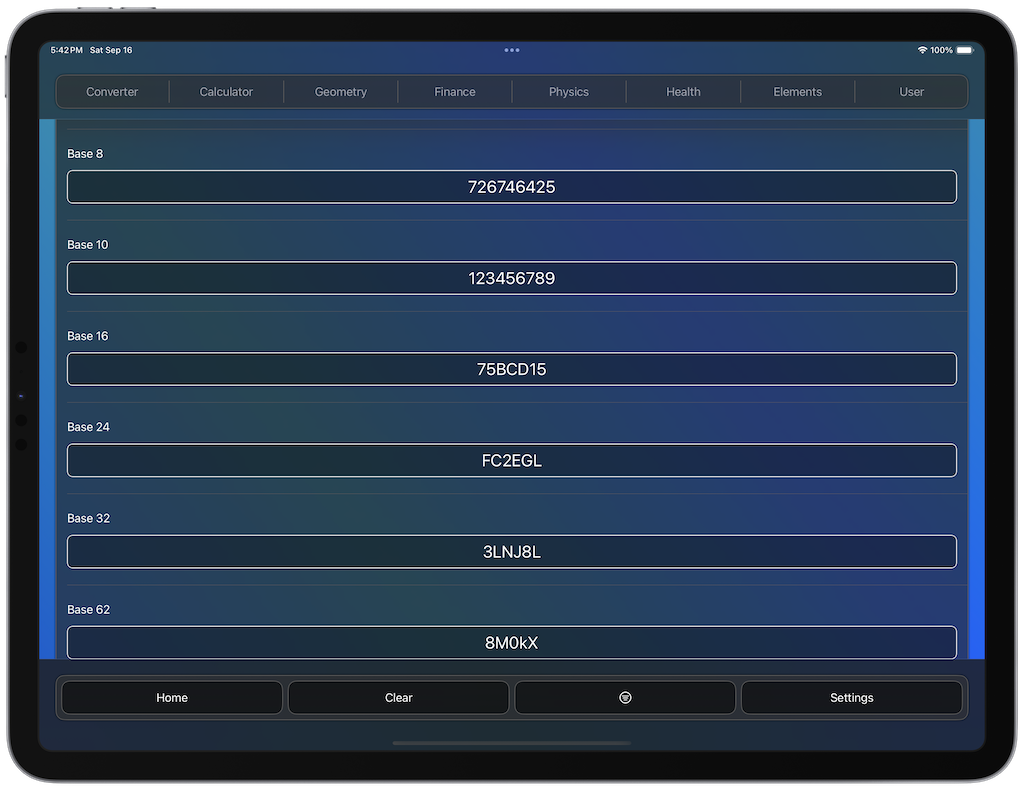 5:42 PM Sat Sep 16
100%
Converter Calculator Geometry Finance Physics Health Elements User
Base 8
726746425
Base 10
123456789
Base 16
75BCD15
Base 24
FC2EGL
Base 32
3LNJ8L
Base 62
8M0kX
Home Clear Settings